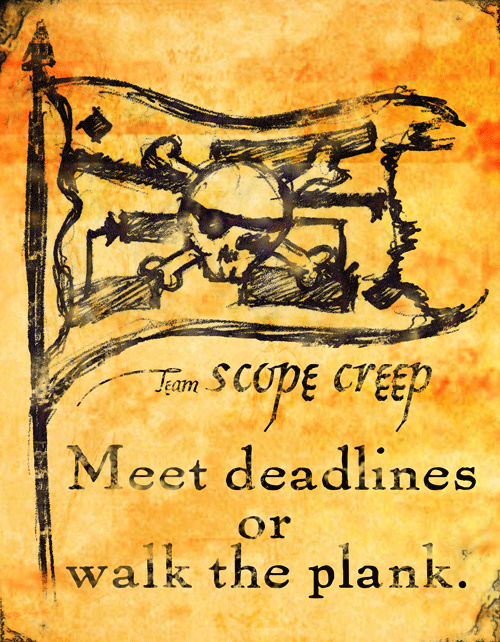 Team scope creep
Meet deadlines
or
walk the plank.